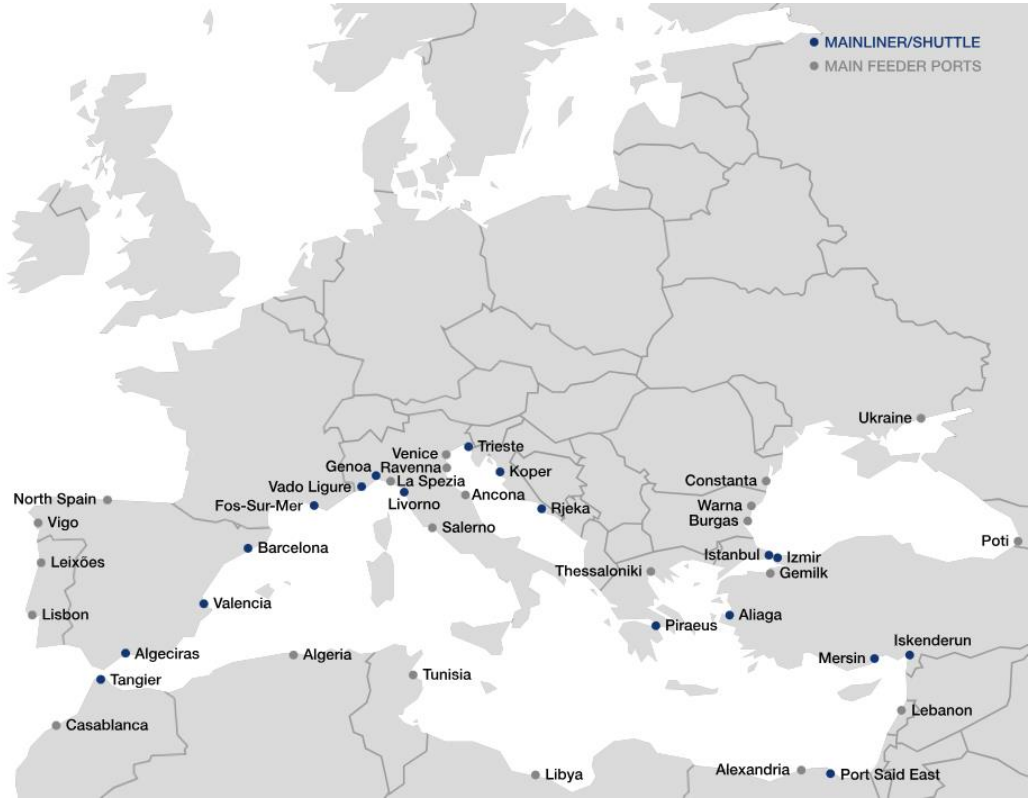 MAINLINER/SHUTTLE
MAIN FEEDER PORTS
Ukraine
Venice
Trieste
Genoa
Ravenna
Koper
La Spezia
Vado Ligure
Constanta
North Spain
Fos-Sur-Mer
Livorno
Ancona
Rjeka
Warna
Vigo
Salerno
Burgas
Poti
Barcelona
Istanbul
Izmir
Leixões
Thessaloniki
Gemilk
Valencia
Lisbon
Piraeus
Aliaga
Algeciras
Algeria
Iskenderun
Mersin
Tangier
Tunisia
Lebanon
Casablanca
Libya
Alexandria
Port Said East